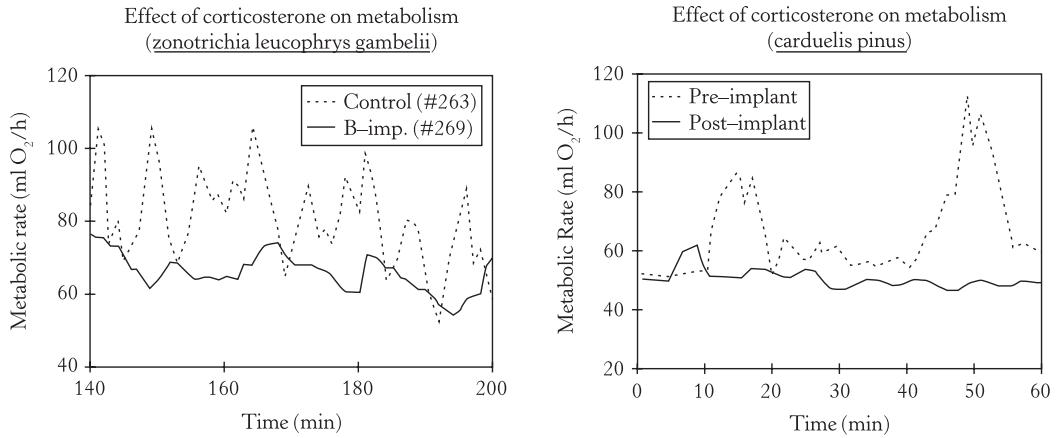 Effect of corticosterone on metabolism
(zonotrichia leucophrys gambelii)
120
100
80
60
40
140
160
180
200
Metabolic rate (ml O₂/h)
Time (min)
Control (#263)
B–imp. (#269)
Effect of corticosterone on metabolism
(carduelis pinus)
120
100
80
60
40
20
0
10
20
30
40
50
60
Metabolic Rate (ml O₂/h)
Time (min)
Pre–implant
Post–implant